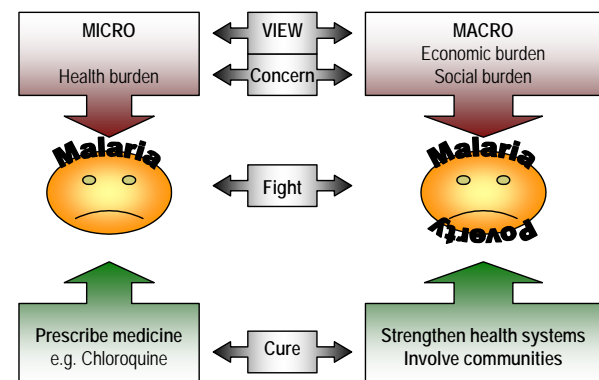 MICRO
Health burden
VIEW
Concern
MACRO
Economic burden
Social burden
Malaria
Fight
Malaria
Poverty
Prescribe medicine
e.g. Chloroquine
Cure
Strengthen health systems
Involve communities